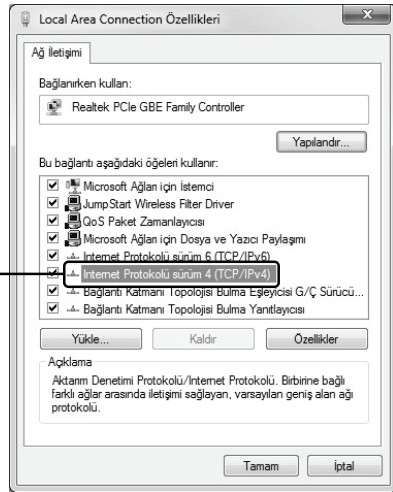 Local Area Connection Özellikleri
Ağ İletişimi
Bağlanırken kullan:
Realtek PCIe GBE Family Controller
Yapılandır...
Bu bağlantı aşağıdaki öğeleri kullanır:
Microsoft Ağları için İstemci
JumpStart Wireless Filter Driver
QoS Paket Zamanlayıcısı
Microsoft Ağları için Dosya ve Yazıcı Paylaşımı
Internet Protokolü sürüm 6 (TCP/IPv6)
Internet Protokolü sürüm 4 (TCP/IPv4)
Bağlantı Katmanı Topolojisi Bulma Eşleyicisi G/Ç Sürücü...
Bağlantı Katmanı Topolojisi Bulma Yanıtlayıcısı
Yükle...
Kaldır
Özellikler
Açıklama
Aktarım Denetimi Protokolü/Internet Protokolü. Birbirine bağlı
farklı ağlar arasında iletişimi sağlayan, varsayılan geniş alan ağı
protokolü.
Tamam
İptal